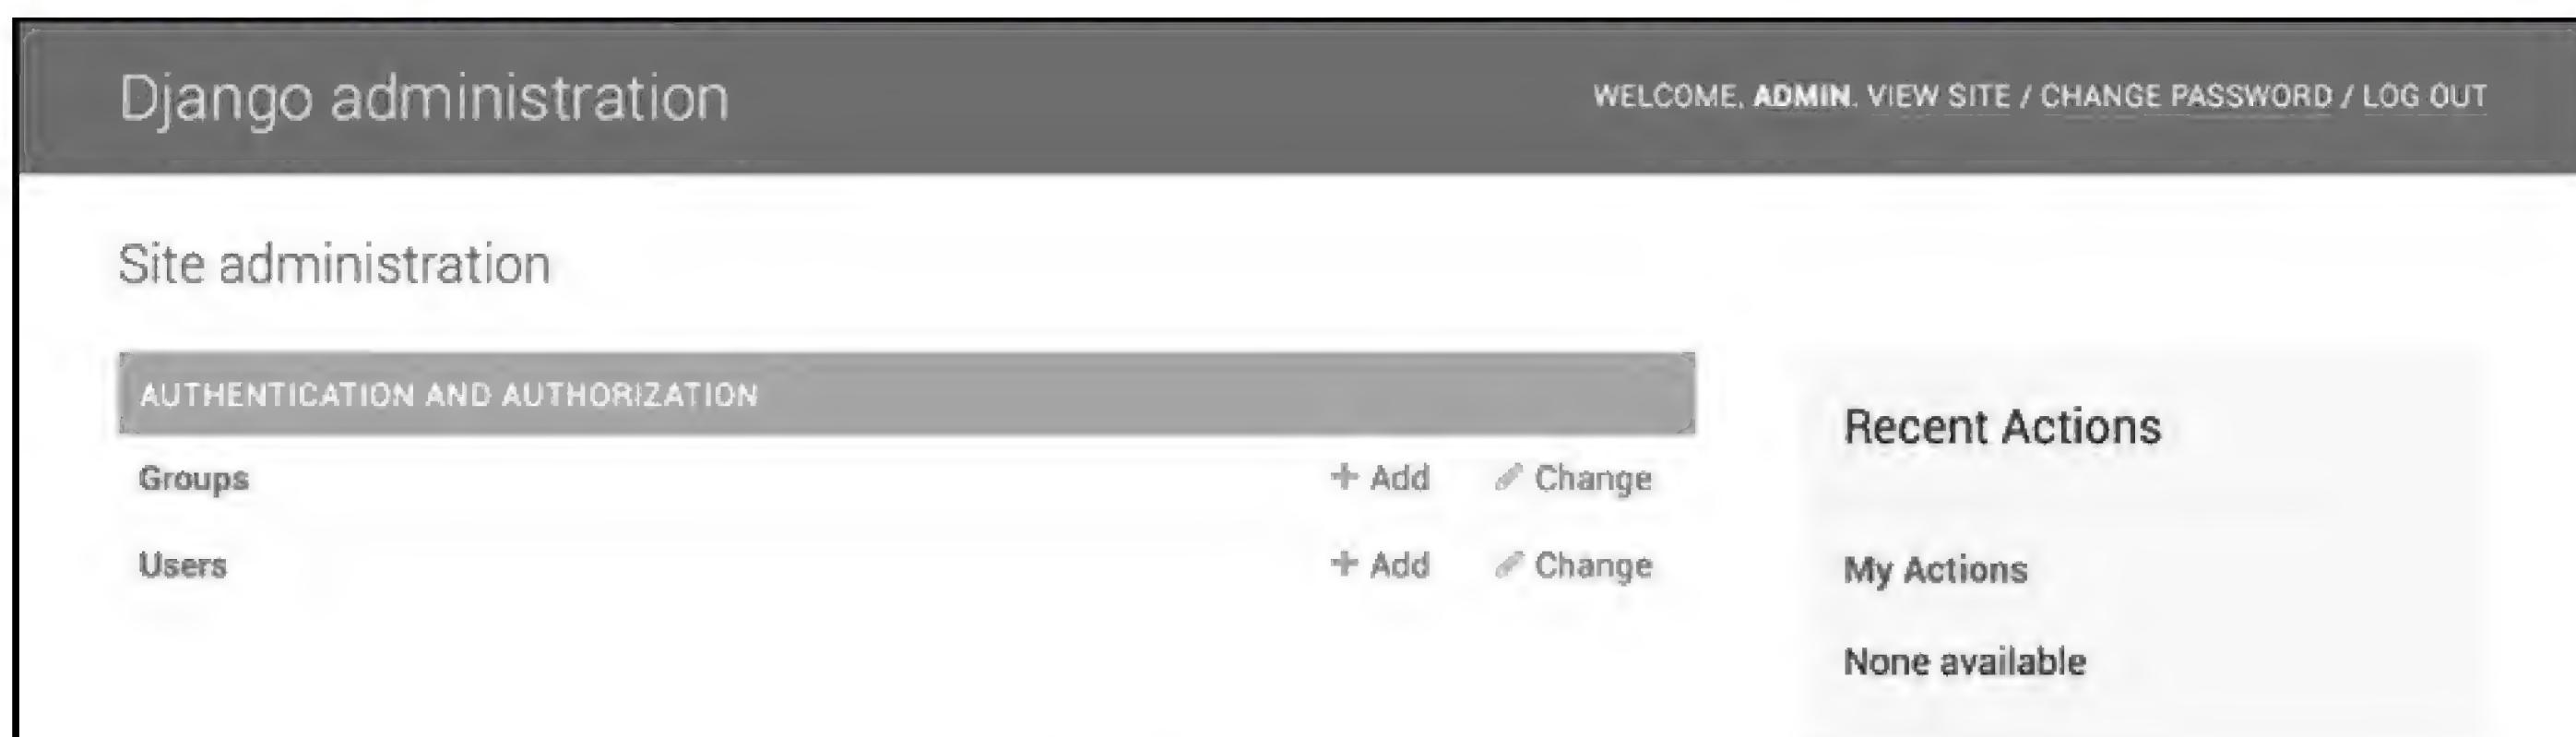 Django administration
WELCOME, ADMIN. VIEW SITE / CHANGE PASSWORD / LOG OUT
Site administration
AUTHENTICATION AND AUTHORIZATION
Groups + Add Change
Users + Add Change
Recent Actions
My Actions
None available